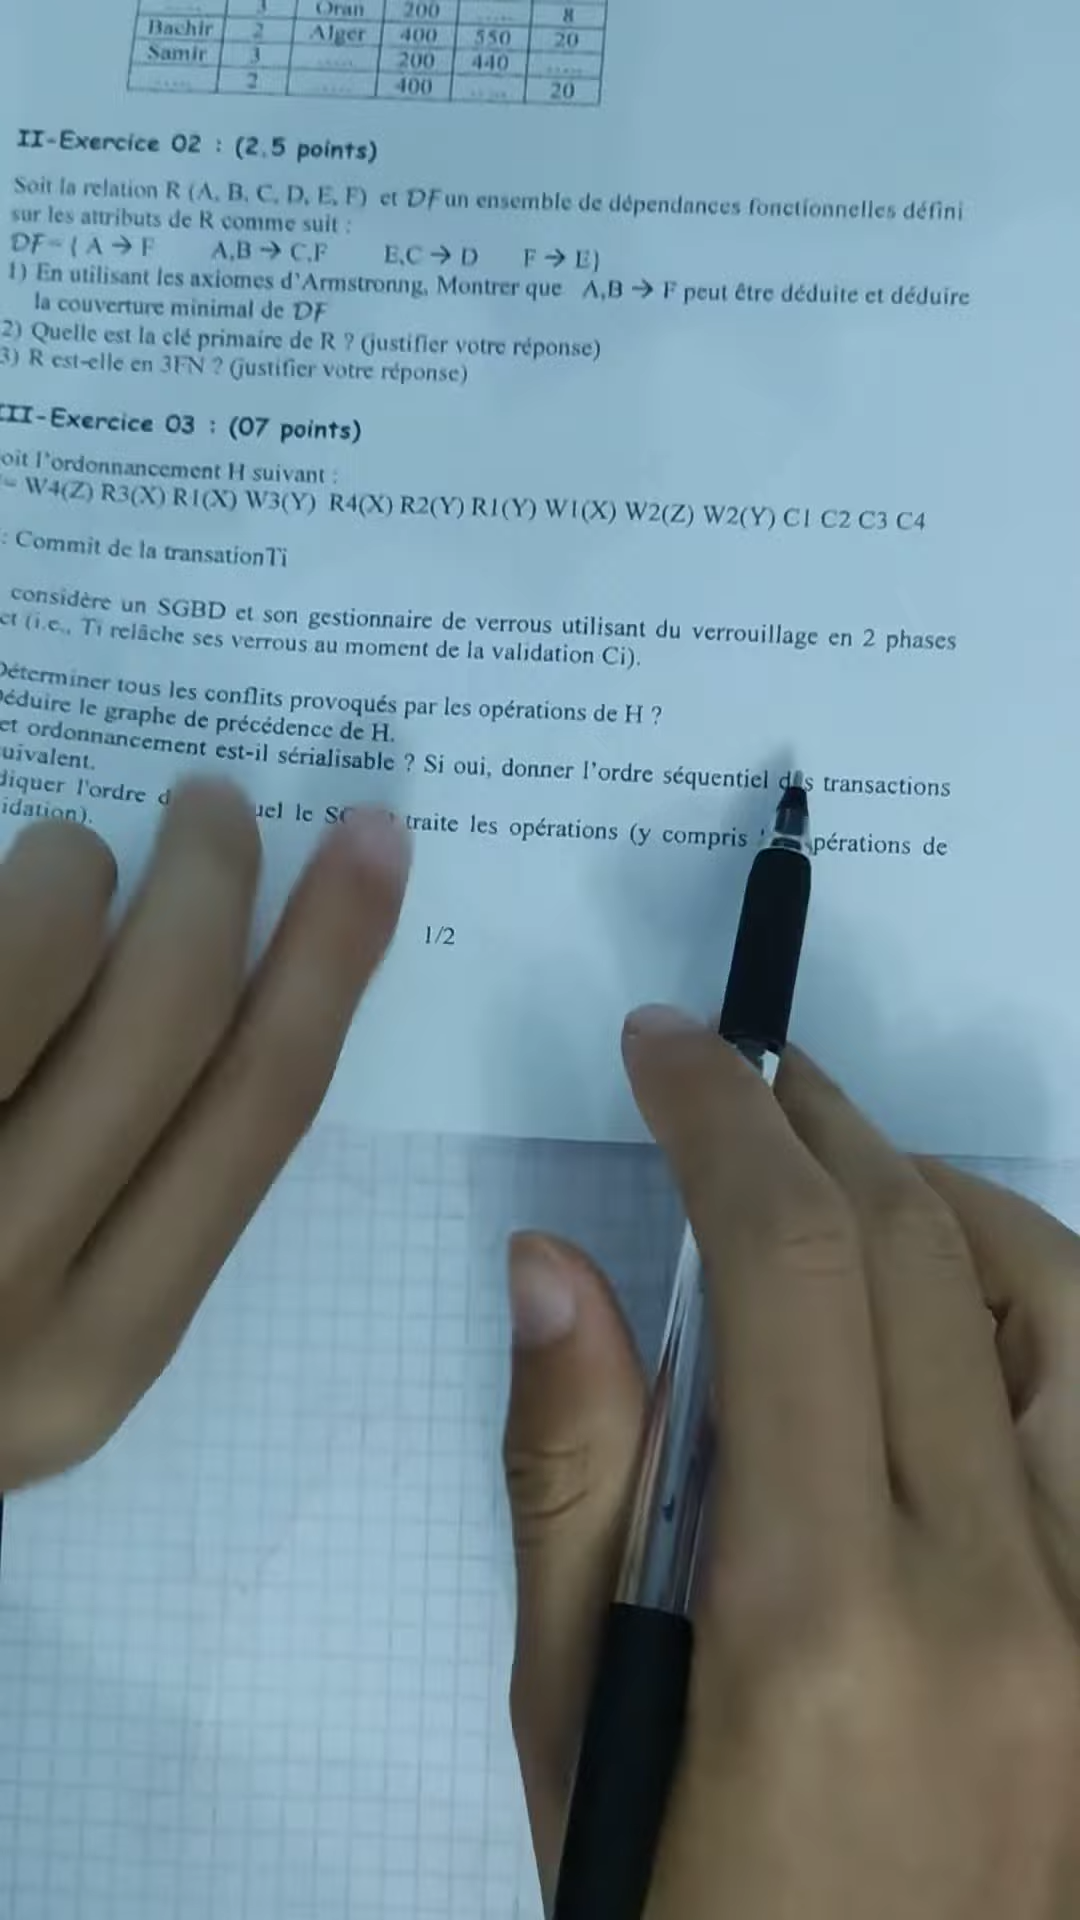 3 Oran 200 ..... 8
Bachir 2 Alger 400 550 20
Samir 3 ..... 200 440 .....
..... 2 ..... 400 ..... 20
II-Exercice 02 : (2,5 points)
Soit la relation R (A, B, C, D, E, F) et DF un ensemble de dépendances fonctionnelles défini
sur les attributs de R comme suit :
DF={ A → F A,B → C,F E,C → D F → E}
1) En utilisant les axiomes d'Armstronng, Montrer que A,B → F peut être déduite et déduire
la couverture minimal de DF
2) Quelle est la clé primaire de R ? (justifier votre réponse)
3) R est-elle en 3FN ? (justifier votre réponse)
III-Exercice 03 : (07 points)
oit l'ordonnancement H suivant :
= W4(Z) R3(X) R1(X) W3(Y) R4(X) R2(Y) R1(Y) W1(X) W2(Z) W2(Y) C1 C2 C3 C4
: Commit de la transationTi
considère un SGBD et son gestionnaire de verrous utilisant du verrouillage en 2 phases
ct (i.e., Ti relâche ses verrous au moment de la validation Ci).
Déterminer tous les conflits provoqués par les opérations de H ?
Déduire le graphe de précédence de H.
et ordonnancement est-il sérialisable ? Si oui, donner l'ordre séquentiel des transactions
uivalent.
diquer l'ordre d uel le traite les opérations (y compris pérations de
idation).
1/2